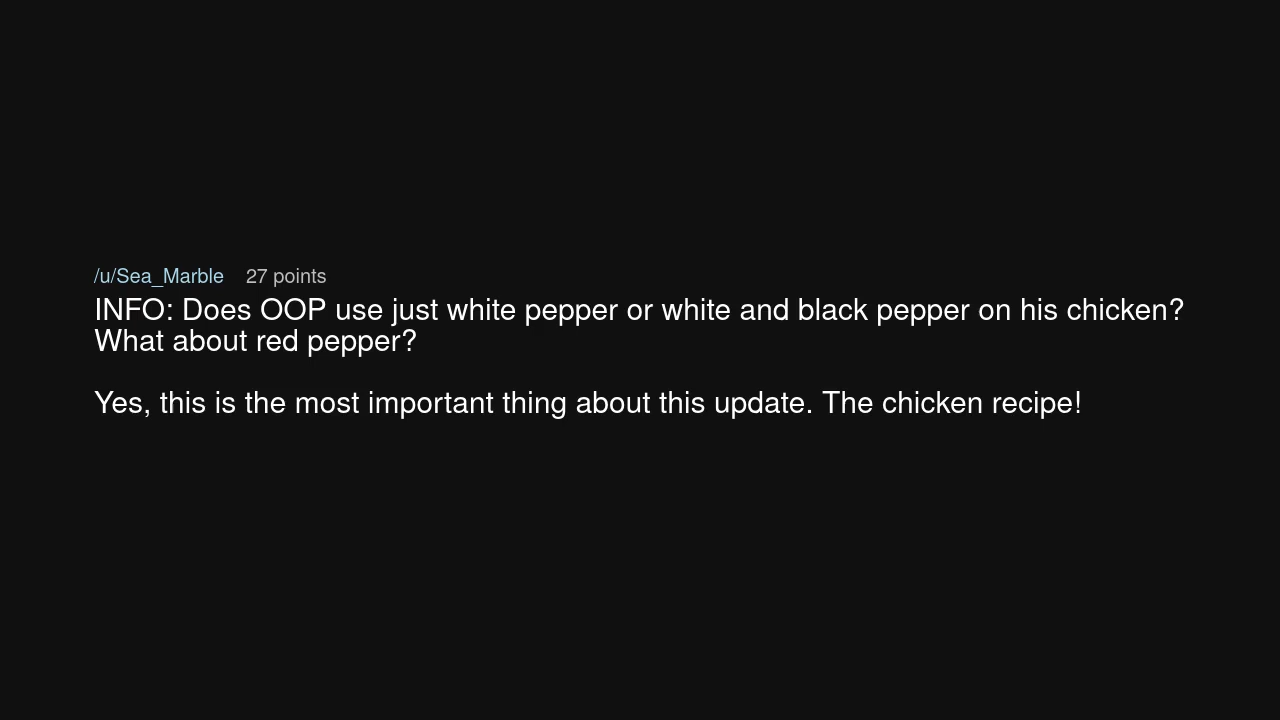 /u/Sea_Marble 27 points
INFO: Does OOP use just white pepper or white and black pepper on his chicken?
What about red pepper?
Yes, this is the most important thing about this update. The chicken recipe!